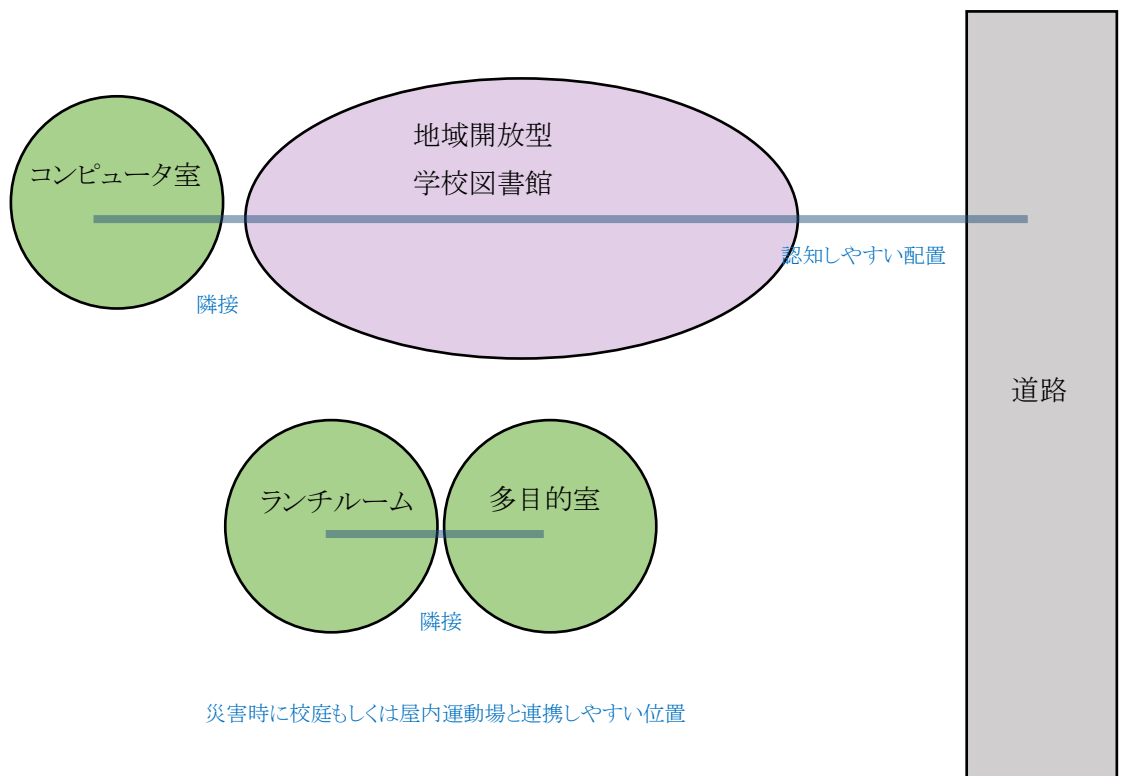 地域開放型
学校図書館
コンピュータ室
認知しやすい配置
隣接
道路
ランチルーム
多目的室
隣接
災害時に校庭もしくは屋内運動場と連携しやすい位置